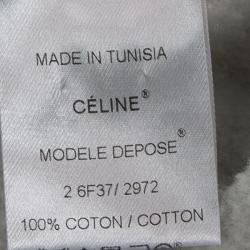 MADE IN TUNISIA
CÉLINE®
MODELE DEPOSE®
2 6F37/ 2972
100% COTON / COTTON